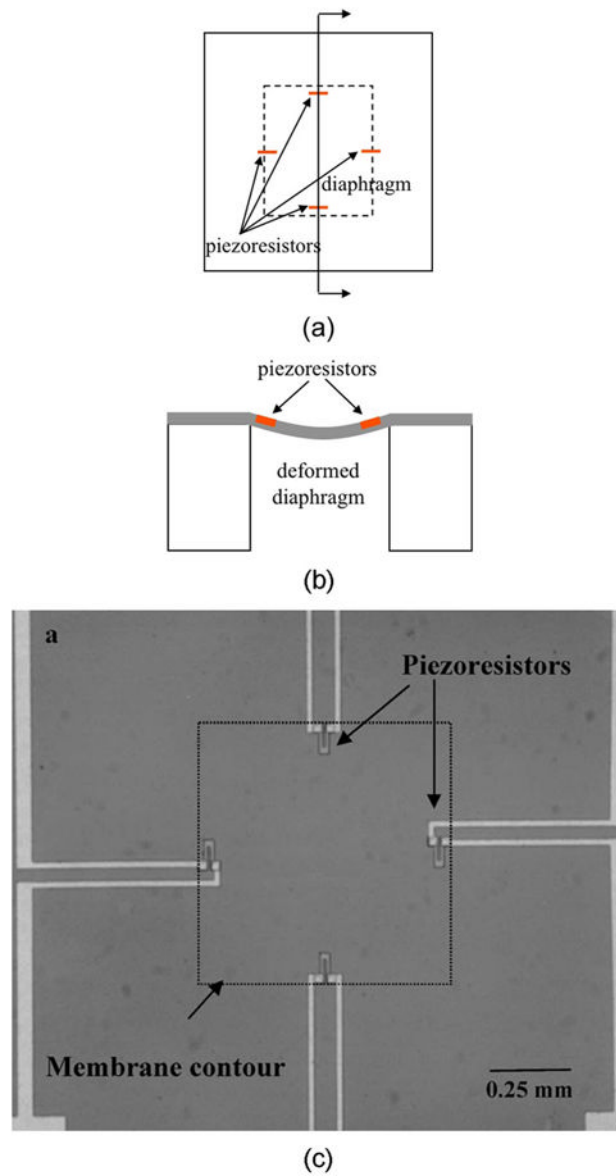 diaphragm
piezoresistors
(a)
piezoresistors
deformed
diaphragm
(b)
a
Piezoresistors
Membrane contour
0.25 mm
(c)